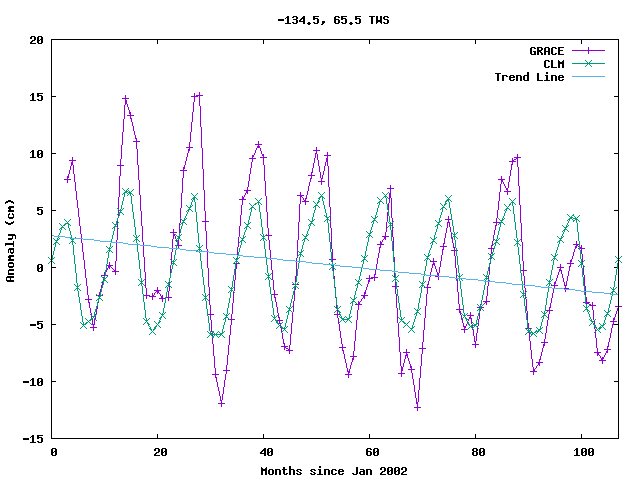 -134.5, 65.5 TWS
GRACE
CLM
Trend Line
20
15
10
5
0
-5
-10
-15
Anomaly (cm)
0 20 40 60 80 100
Months since Jan 2002